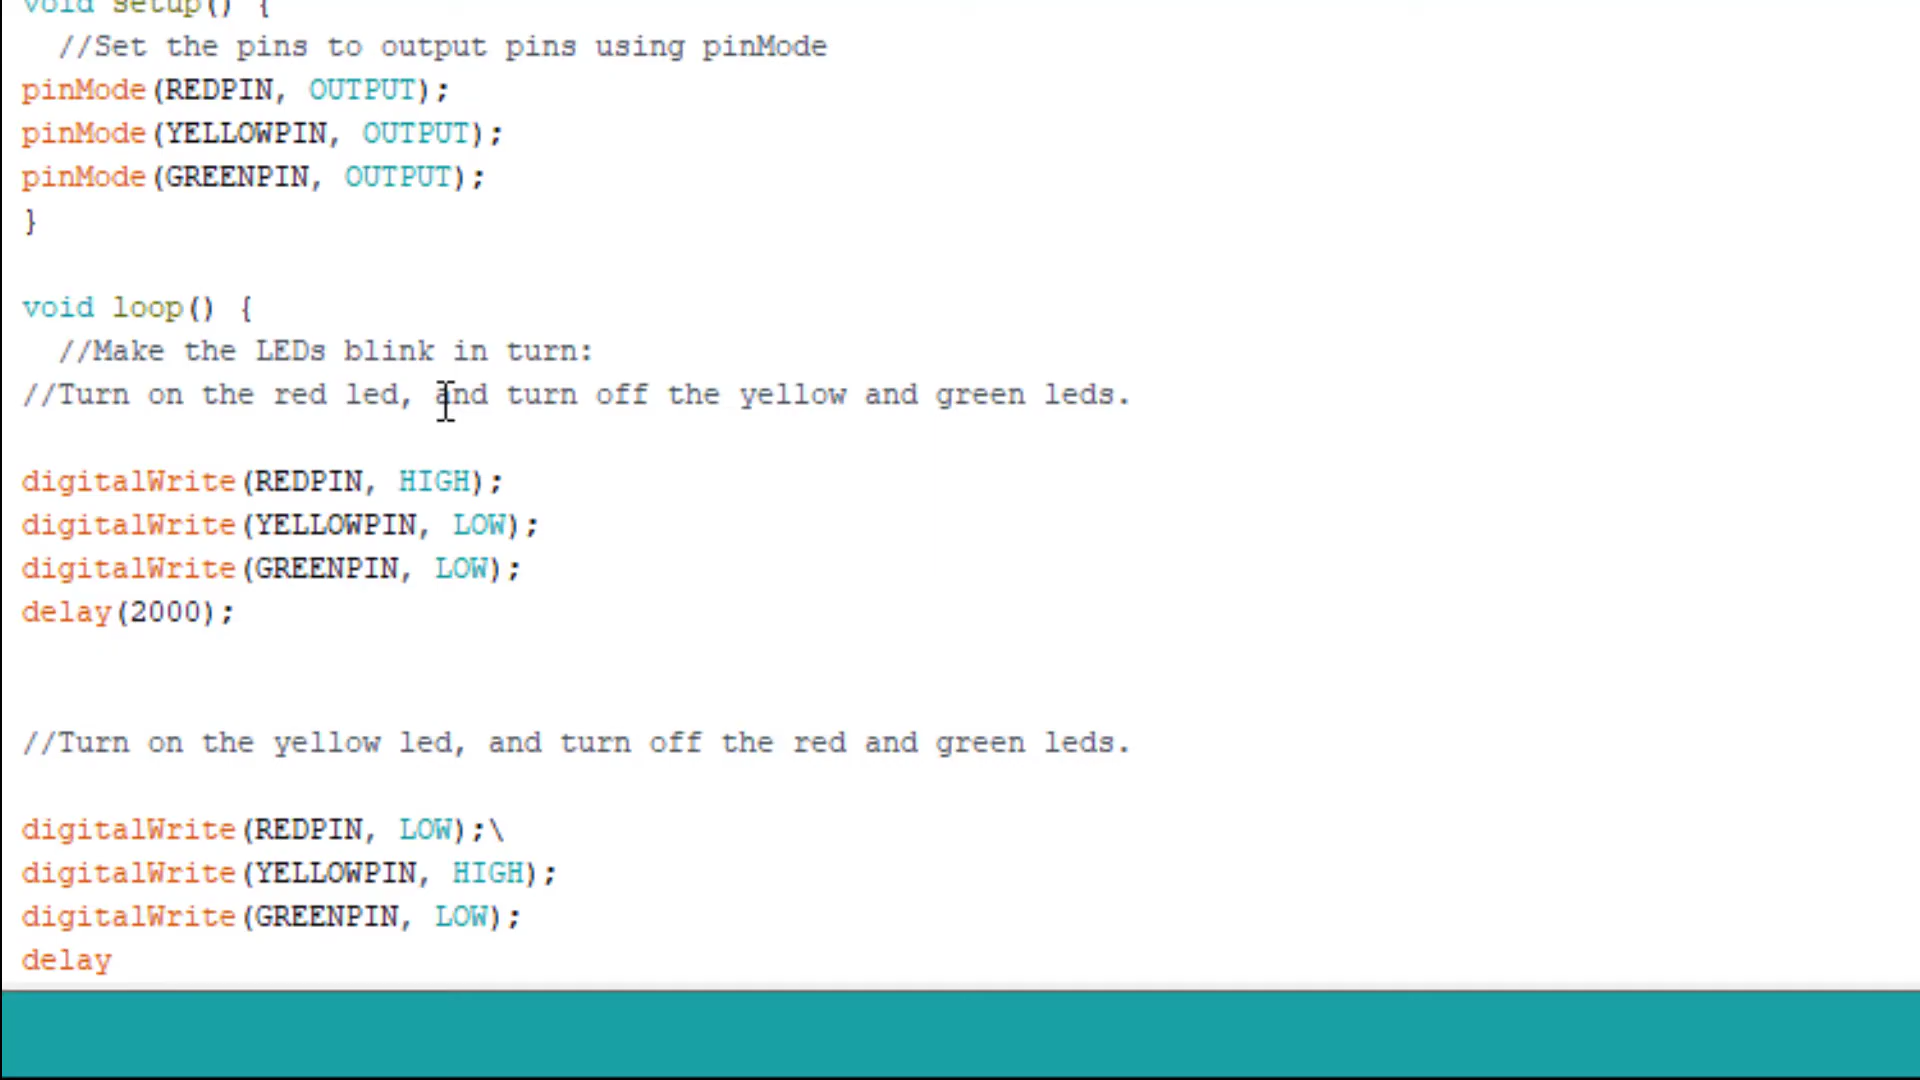 void setup() {
  //Set the pins to output pins using pinMode
pinMode(REDPIN, OUTPUT);
pinMode(YELLOWPIN, OUTPUT);
pinMode(GREENPIN, OUTPUT);
}
void loop() {
  //Make the LEDs blink in turn:
//Turn on the red led, and turn off the yellow and green leds.
digitalWrite(REDPIN, HIGH);
digitalWrite(YELLOWPIN, LOW);
digitalWrite(GREENPIN, LOW);
delay(2000);
//Turn on the yellow led, and turn off the red and green leds.
digitalWrite(REDPIN, LOW);\
digitalWrite(YELLOWPIN, HIGH);
digitalWrite(GREENPIN, LOW);
delay